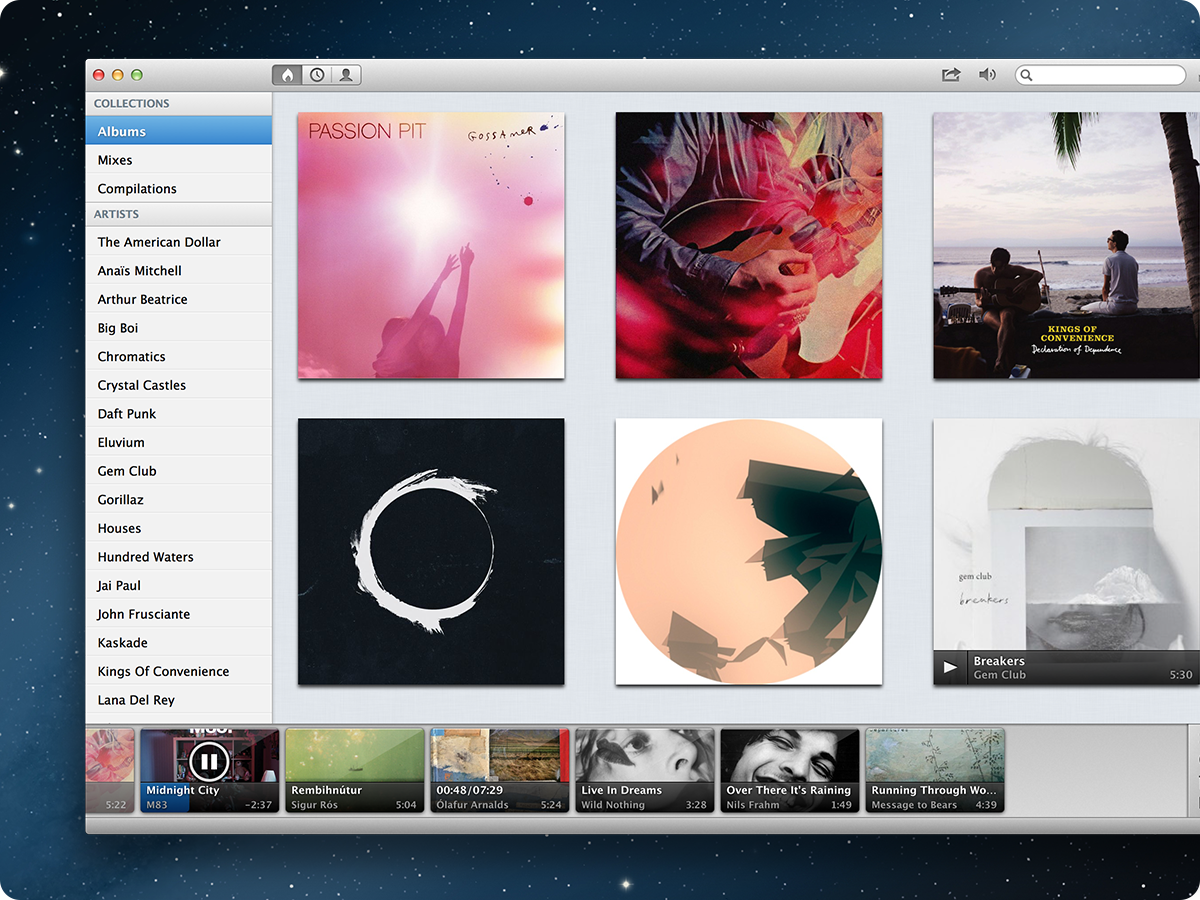 COLLECTIONS
Albums
Mixes
Compilations
ARTISTS
The American Dollar
Anaïs Mitchell
Arthur Beatrice
Big Boi
Chromatics
Crystal Castles
Daft Punk
Eluvium
Gem Club
Gorillaz
Houses
Hundred Waters
Jai Paul
John Frusciante
Kaskade
Kings Of Convenience
Lana Del Rey
PASSION PIT
GOSSAMER
KINGS OF
CONVENIENCE
Declaration of Dependence
gem club
breakers
Breakers
Gem Club
5:30
5:22
M83.
Midnight City
M83
-2:37
Rembihnútur
Sigur Rós
5:04
00:48/07:29
Ólafur Arnalds
5:24
Live In Dreams
Wild Nothing
3:28
Over There It's Raining
Nils Frahm
1:49
Running Through Wo...
Message to Bears
4:39